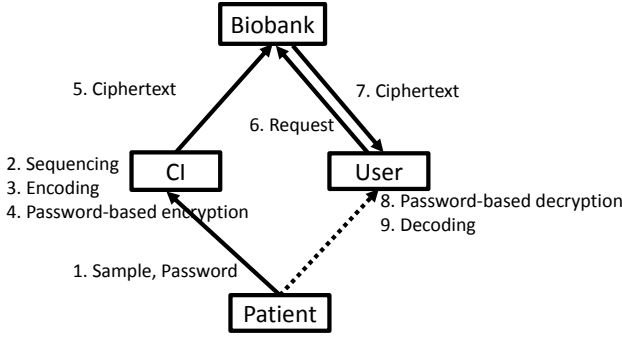 Biobank
5. Ciphertext
7. Ciphertext
6. Request
2. Sequencing
3. Encoding
4. Password-based encryption
CI
User
8. Password-based decryption
9. Decoding
1. Sample, Password
Patient